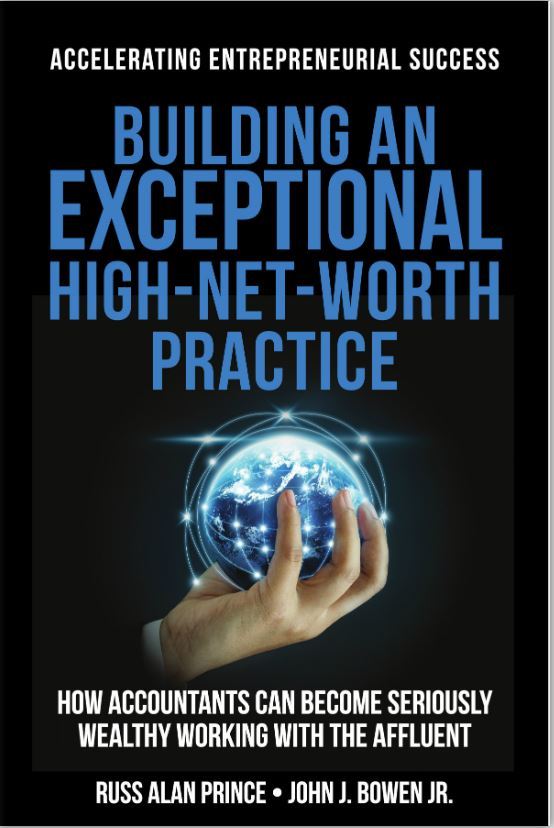 ACCELERATING ENTREPRENEURIAL SUCCESS
BUILDING AN
EXCEPTIONAL
HIGH-NET-WORTH
PRACTICE
HOW ACCOUNTANTS CAN BECOME SERIOUSLY
WEALTHY WORKING WITH THE AFFLUENT
RUSS ALAN PRINCE • JOHN J. BOWEN JR.